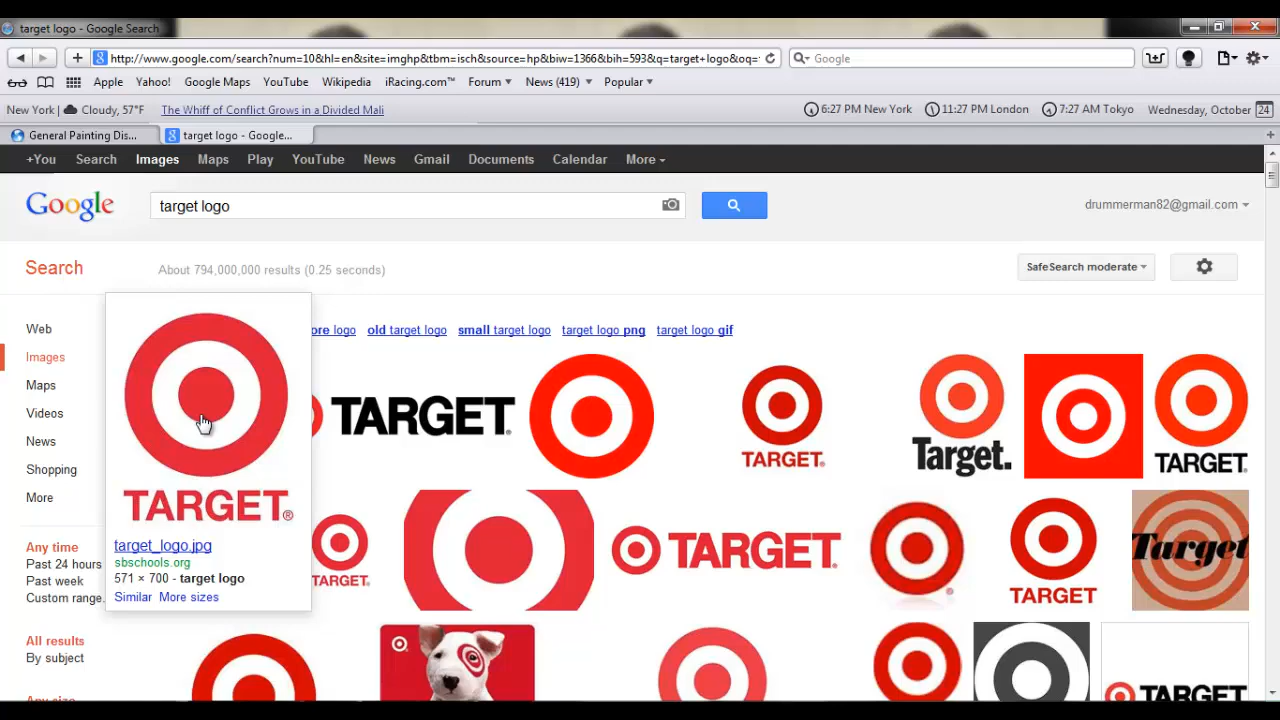 target logo - Google Search
http://www.google.com/search?num=10&hl=en&site=imghp&tbm=isch&source=hp&biw=1366&bih=593&q=target+logo&oq=
Google
Apple Yahoo! Google Maps YouTube Wikipedia iRacing.com™ Forum News (419) Popular
New York | Cloudy, 57°F The Whiff of Conflict Grows in a Divided Mali 6:27 PM New York 11:27 PM London 7:27 AM Tokyo Wednesday, October 24
General Painting Dis... target logo - Google...
+You Search Images Maps Play YouTube News Gmail Documents Calendar More
Google target logo drummerman82@gmail.com
Search About 794,000,000 results (0.25 seconds) SafeSearch moderate
Web
Images
Maps
Videos
News
Shopping
More
Any time
Past 24 hours
Past week
Custom range.
All results
By subject
TARGET®
target_logo.jpg
sbschools.org
571 × 700 - target logo
Similar More sizes
ore logo old target logo small target logo target logo png target logo gif
TARGET. TARGET. Target. TARGET.
TARGET. TARGET. TARGET. Target
TARGET.